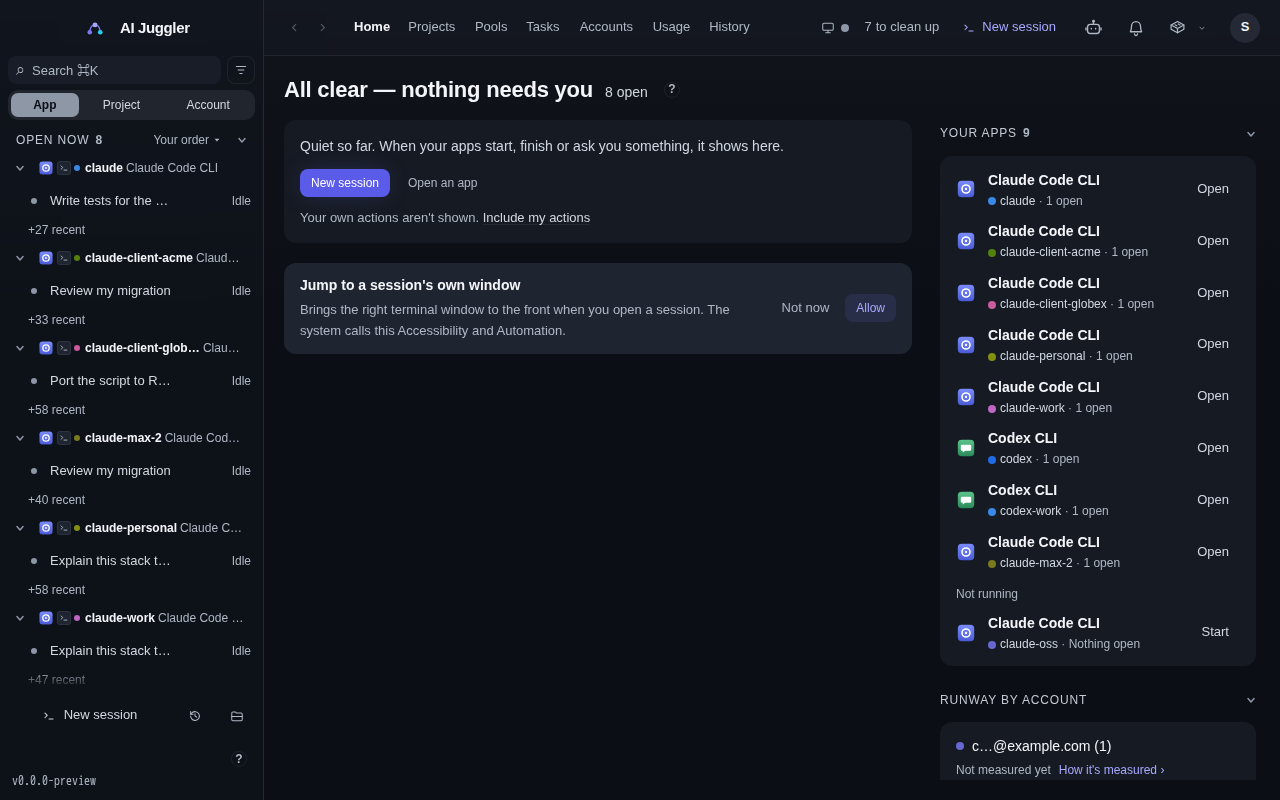 AI Juggler
Search ⌘K
App Project Account
OPEN NOW 8 Your order
claude Claude Code CLI
Write tests for the … Idle
+27 recent
claude-client-acme Claud…
Review my migration Idle
+33 recent
claude-client-glob… Clau…
Port the script to R… Idle
+58 recent
claude-max-2 Claude Cod…
Review my migration Idle
+40 recent
claude-personal Claude C…
Explain this stack t… Idle
+58 recent
claude-work Claude Code …
Explain this stack t… Idle
+47 recent
New session
?
v0.0.0-preview
Home Projects Pools Tasks Accounts Usage History
7 to clean up
New session
S
All clear — nothing needs you 8 open ?
Quiet so far. When your apps start, finish or ask you something, it shows here.
New session Open an app
Your own actions aren't shown. Include my actions
Jump to a session's own window
Brings the right terminal window to the front when you open a session. The
system calls this Accessibility and Automation.
Not now Allow
YOUR APPS 9
Claude Code CLI
claude · 1 open
Open
Claude Code CLI
claude-client-acme · 1 open
Open
Claude Code CLI
claude-client-globex · 1 open
Open
Claude Code CLI
claude-personal · 1 open
Open
Claude Code CLI
claude-work · 1 open
Open
Codex CLI
codex · 1 open
Open
Codex CLI
codex-work · 1 open
Open
Claude Code CLI
claude-max-2 · 1 open
Open
Not running
Claude Code CLI
claude-oss · Nothing open
Start
RUNWAY BY ACCOUNT
c…@example.com (1)
Not measured yet How it's measured ›